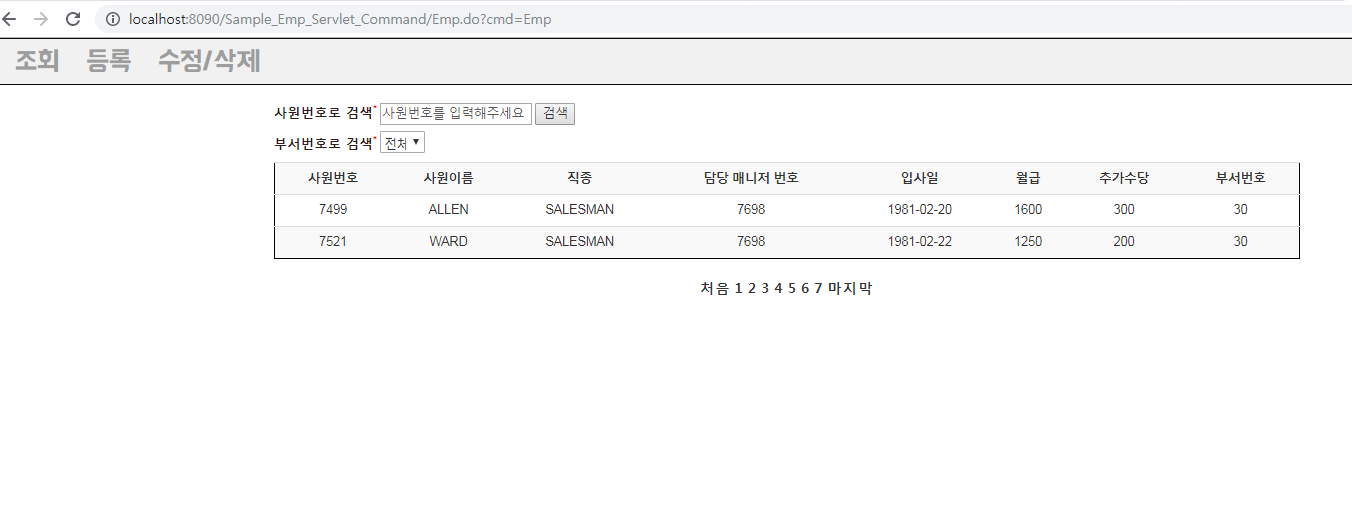 localhost:8090/Sample_Emp_Servlet_Command/Emp.do?cmd=Emp
조회 등록 수정/삭제
사원번호로 검색* 사원번호를 입력해주세요 검색
부서번호로 검색* 전체
사원번호 사원이름 직종 담당 매니저 번호 입사일 월급 추가수당 부서번호
7499 ALLEN SALESMAN 7698 1981-02-20 1600 300 30
7521 WARD SALESMAN 7698 1981-02-22 1250 200 30
처음 1 2 3 4 5 6 7 마지막